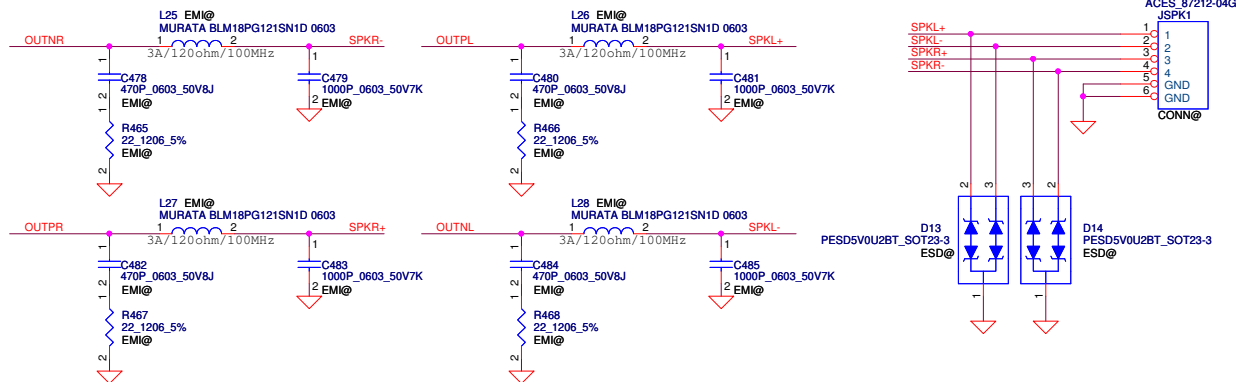 L25 EMI@
MURATA BLM18PG121SN1D 0603
OUTNR
1
2
SPKR-
3A/120ohm/100MHz
1
C478
470P_0603_50V8J
2
EMI@
1
R465
22_1206_5%
EMI@
2
1
C479
1000P_0603_50V7K
2
EMI@
L26 EMI@
MURATA BLM18PG121SN1D 0603
OUTPL
1
2
SPKL+
3A/120ohm/100MHz
1
C480
470P_0603_50V8J
2
EMI@
1
R466
22_1206_5%
EMI@
2
1
C481
1000P_0603_50V7K
2
EMI@
L27 EMI@
MURATA BLM18PG121SN1D 0603
OUTPR
1
2
SPKR+
3A/120ohm/100MHz
1
C482
470P_0603_50V8J
2
EMI@
1
R467
22_1206_5%
EMI@
2
1
C483
1000P_0603_50V7K
2
EMI@
L28 EMI@
MURATA BLM18PG121SN1D 0603
OUTNL
1
2
SPKL-
3A/120ohm/100MHz
1
C484
470P_0603_50V8J
2
EMI@
1
R468
22_1206_5%
EMI@
2
1
C485
1000P_0603_50V7K
2
EMI@
ACES_87212-04G
JSPK1
SPKL+ 1 1
SPKL- 2 2
SPKR+ 3 3
SPKR- 4 4
5 GND
6 GND
CONN@
2
3
3
2
D13
PESD5V0U2BT_SOT23-3
ESD@
1
D14
PESD5V0U2BT_SOT23-3
ESD@
1